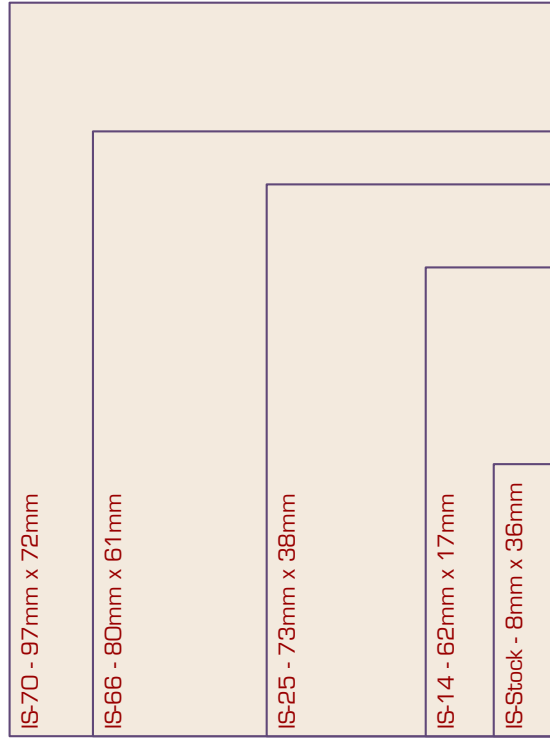 IS-70 - 97mm x 72mm
IS-66 - 80mm x 61mm
IS-25 - 73mm x 38mm
IS-14 - 62mm x 17mm
IS-Stock - 8mm x 36mm